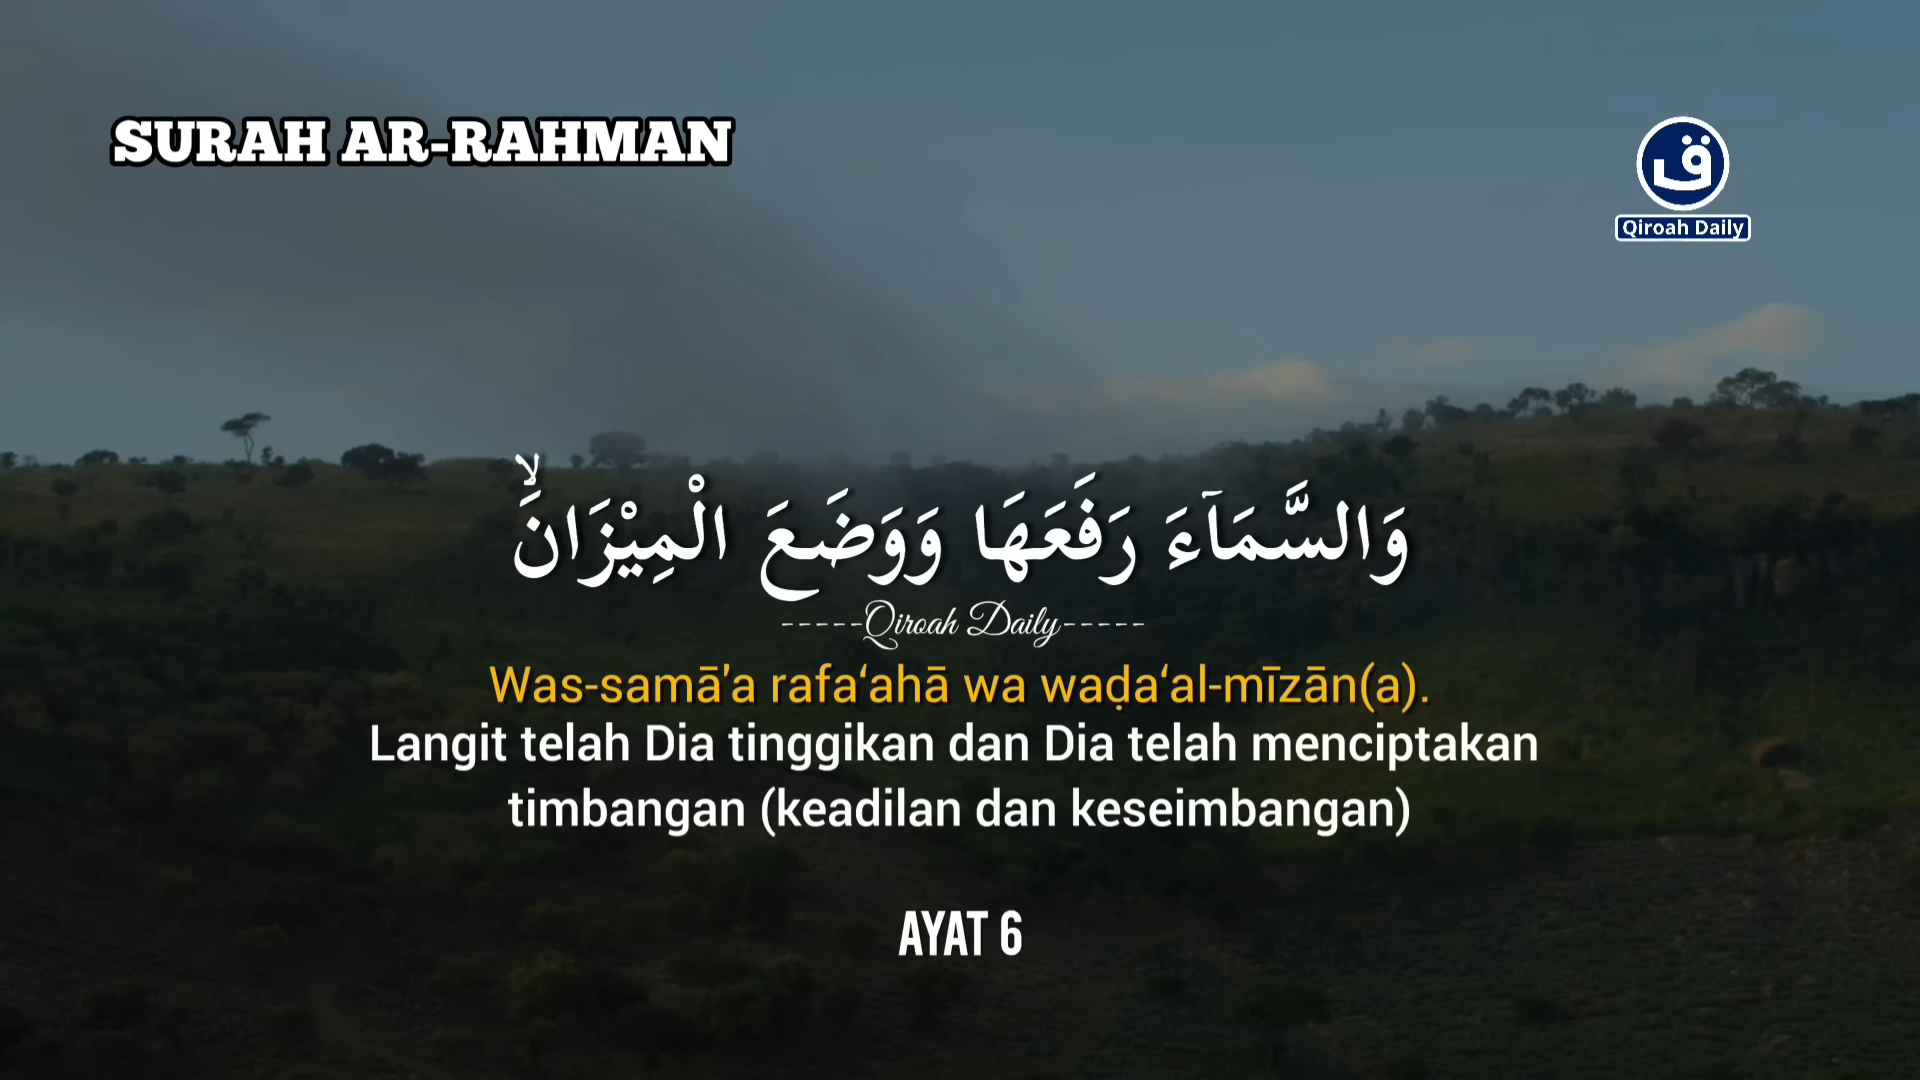 SURAH AR-RAHMAN
ق
Qiroah Daily
وَالسَّمَآءَ رَفَعَهَا وَوَضَعَ الْمِيْزَانَۙ
-----Qiroah Daily-----
Was-samā'a rafa‘ahā wa waḍa‘al-mīzān(a).
Langit telah Dia tinggikan dan Dia telah menciptakan
timbangan (keadilan dan keseimbangan)
AYAT 6